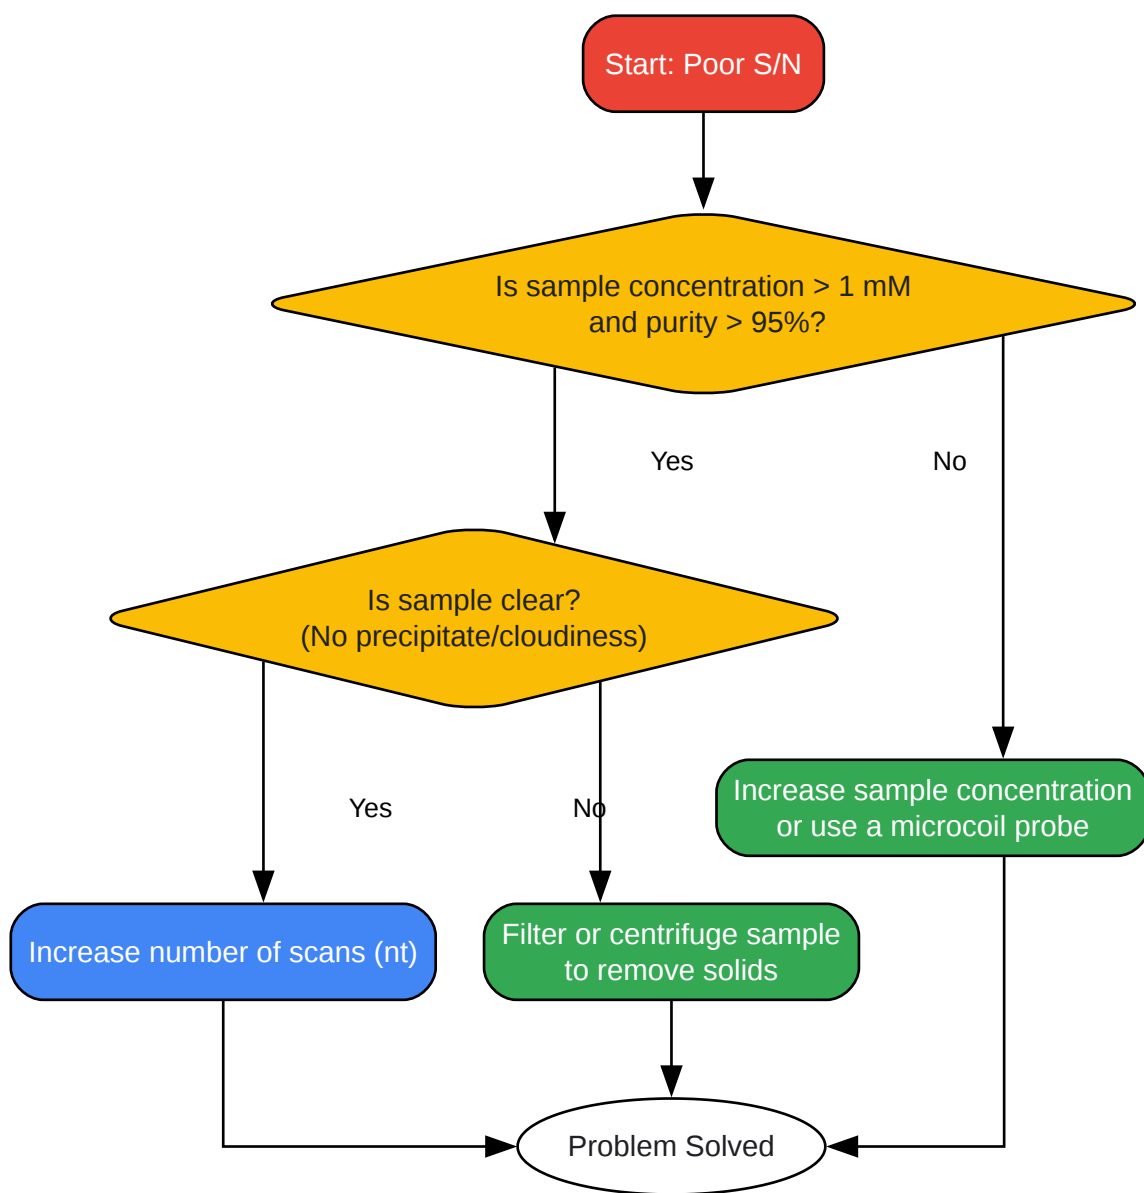 Start: Poor S/N
Is sample concentration > 1 mM
and purity > 95%?
Yes
No
Is sample clear?
(No precipitate/cloudiness)
Increase sample concentration
or use a microcoil probe
Yes
No
Increase number of scans (nt)
Filter or centrifuge sample
to remove solids
Problem Solved